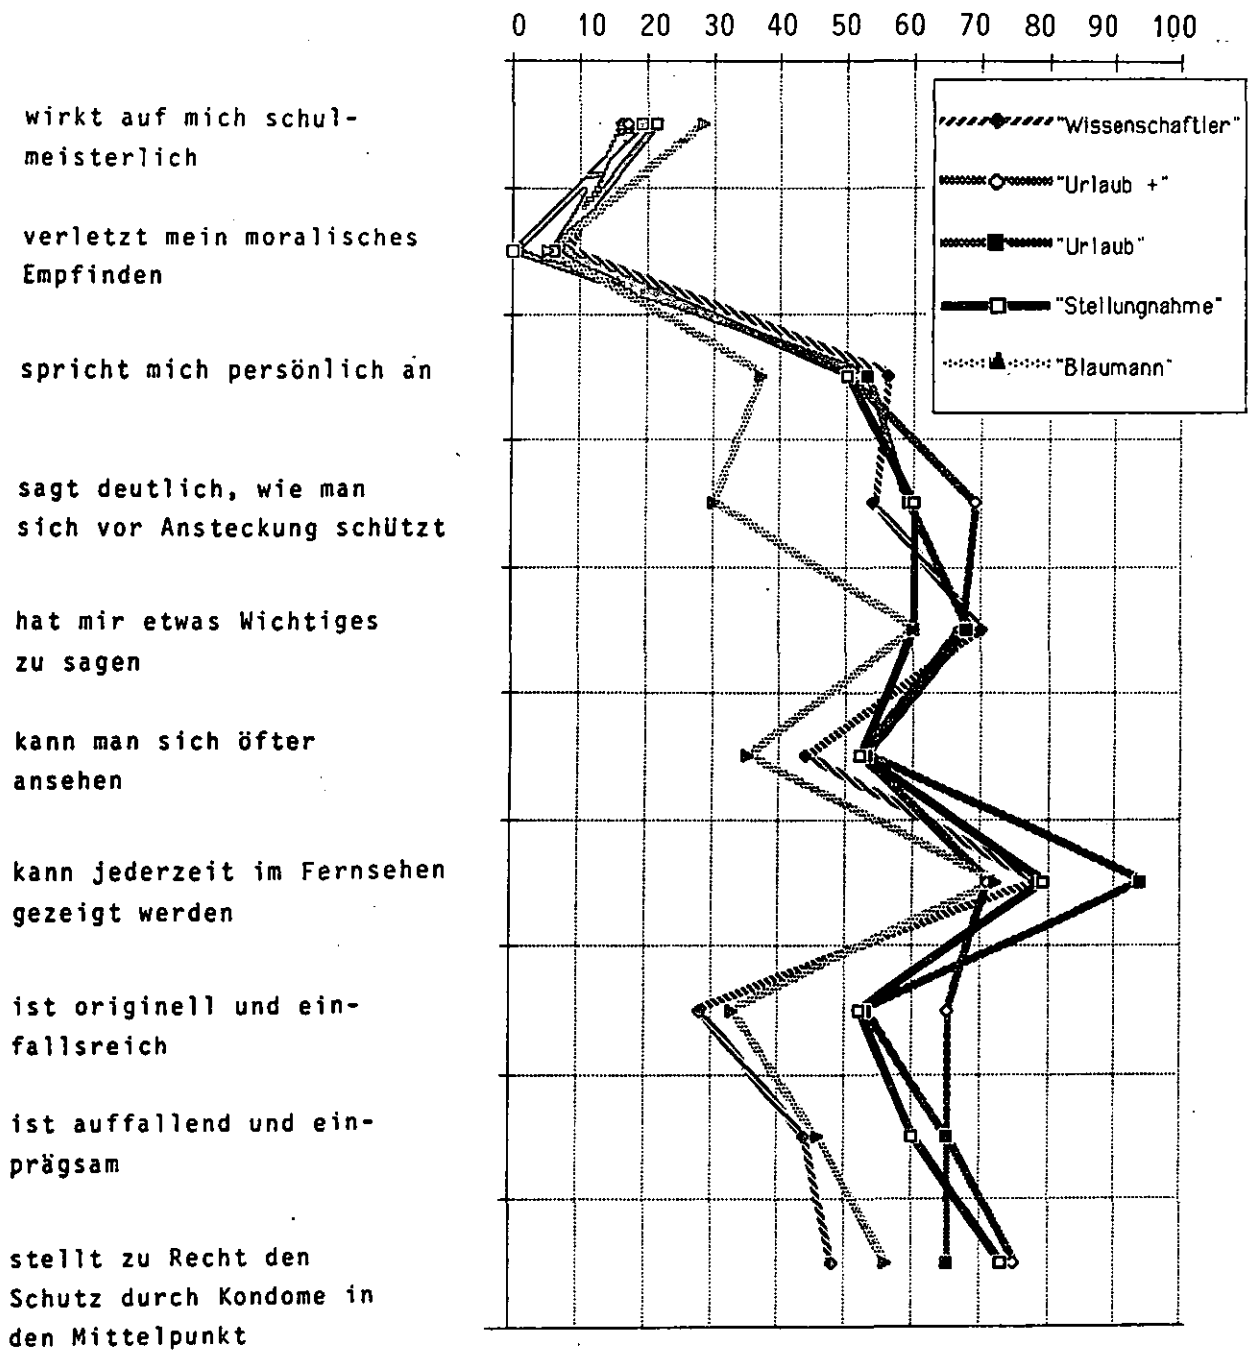 0 10 20 30 40 50 60 70 80 90 100
wirkt auf mich schul-
meisterlich
verletzt mein moralisches
Empfinden
spricht mich persönlich an
sagt deutlich, wie man
sich vor Ansteckung schützt
hat mir etwas Wichtiges
zu sagen
kann man sich öfter
ansehen
kann jederzeit im Fernsehen
gezeigt werden
ist originell und ein-
fallsreich
ist auffallend und ein-
prägsam
stellt zu Recht den
Schutz durch Kondome in
den Mittelpunkt
"Wissenschaftler"
"Urlaub +"
"Urlaub"
"Stellungnahme"
"Blaumann"